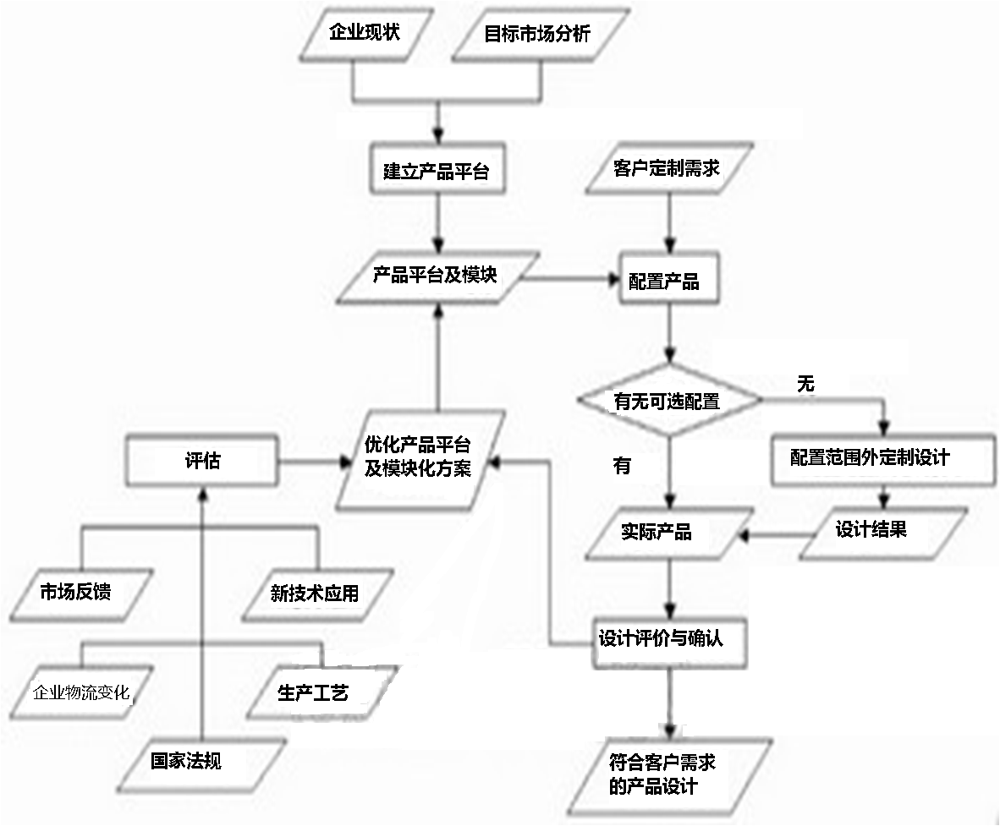 企业现状
目标市场分析
建立产品平台
客户定制需求
产品平台及模块
配置产品
有无可选配置
无
有
配置范围外定制设计
评估
优化产品平台
及模块化方案
实际产品
设计结果
市场反馈
新技术应用
设计评价与确认
企业物流变化
生产工艺
国家法规
符合客户需求
的产品设计